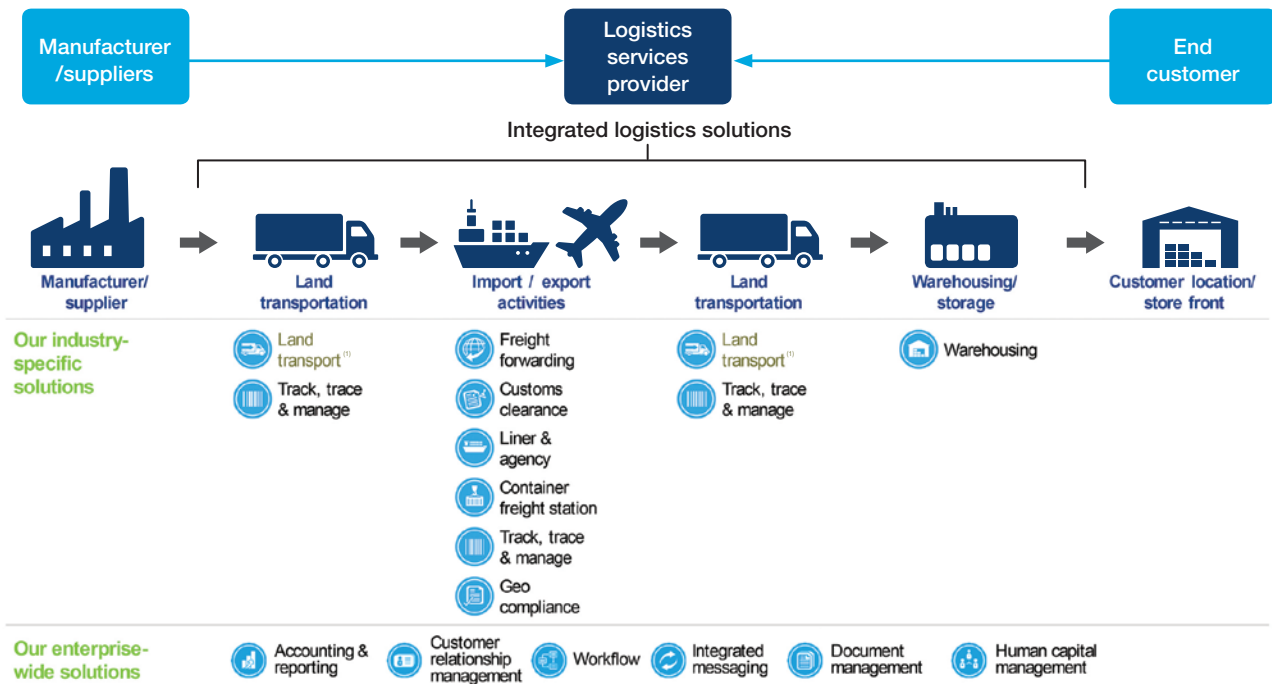 Manufacturer
/suppliers
Logistics
services
provider
End
customer
Integrated logistics solutions
Manufacturer/
supplier
Land
transportation
Import / export
activities
Land
transportation
Warehousing/
storage
Customer location/
store front
Our industry-
specific
solutions
Land
transport(1)
Track, trace
& manage
Freight
forwarding
Customs
clearance
Liner &
agency
Container
freight station
Track, trace
& manage
Geo
compliance
Land
transport(1)
Track, trace
& manage
Warehousing
Our enterprise-
wide solutions
Accounting &
reporting
Customer
relationship
management
Workflow
Integrated
messaging
Document
management
Human capital
management